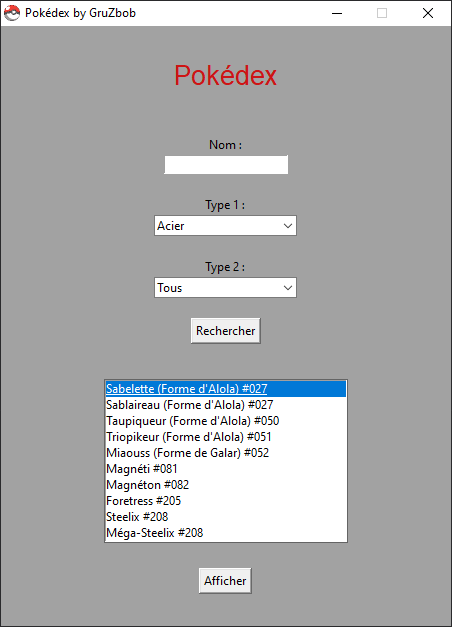 Pokédex by GruZbob
Pokédex
Nom :
Type 1 :
Acier
Type 2 :
Tous
Rechercher
Sabelette (Forme d'Alola) #027
Sablaireau (Forme d'Alola) #027
Taupiqueur (Forme d'Alola) #050
Triopikeur (Forme d'Alola) #051
Miaouss (Forme de Galar) #052
Magnéti #081
Magnéton #082
Foretress #205
Steelix #208
Méga-Steelix #208
Afficher